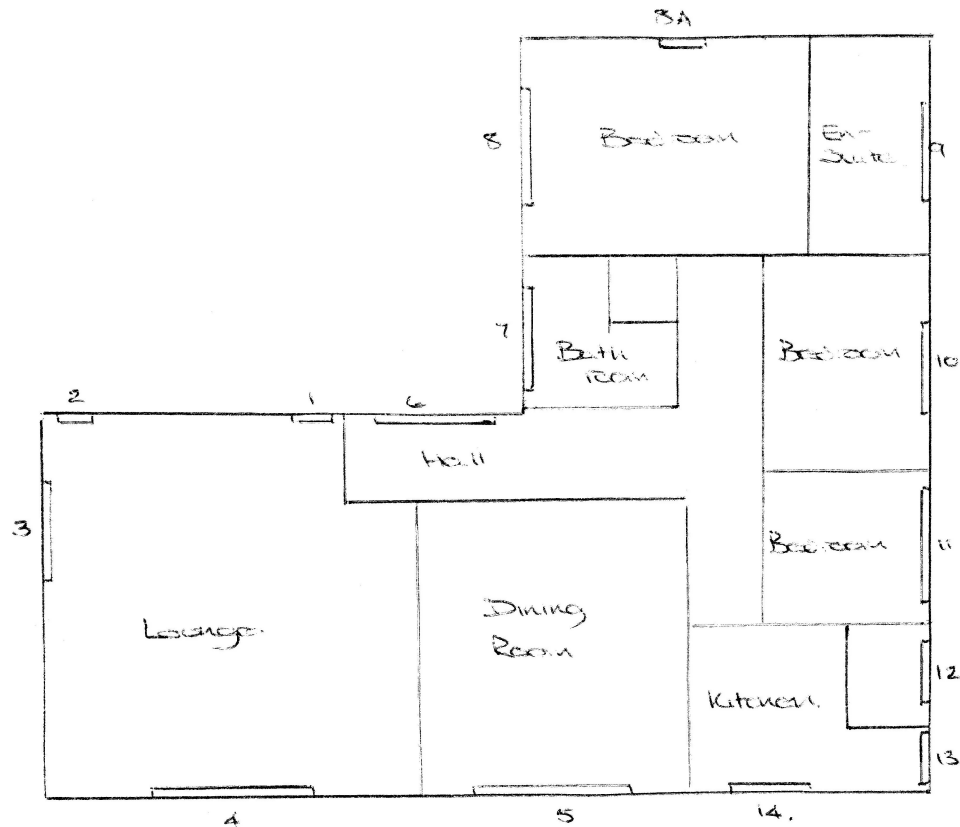 8A
8
Bedroom
En-
Suite.
9
7
Bath
room
Bedroom
10
2
1
6
Hall
3
Bedroom
11
Lounge.
Dining
Room
12
Kitchen.
13
4
5
14.